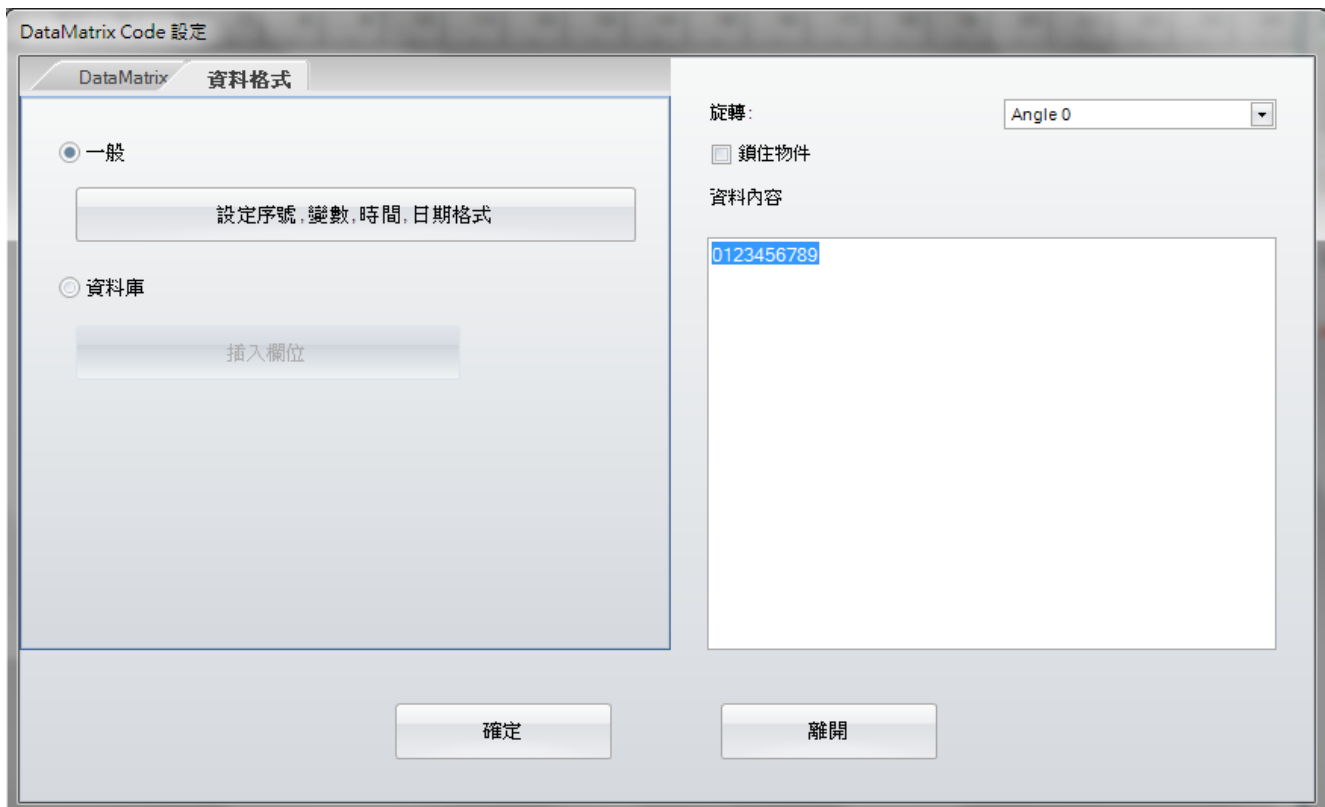 DataMatrix Code 設定
DataMatrix
資料格式
一般
設定序號,變數,時間,日期格式
資料庫
插入欄位
旋轉:
Angle 0
鎖住物件
資料內容
0123456789
確定
離開